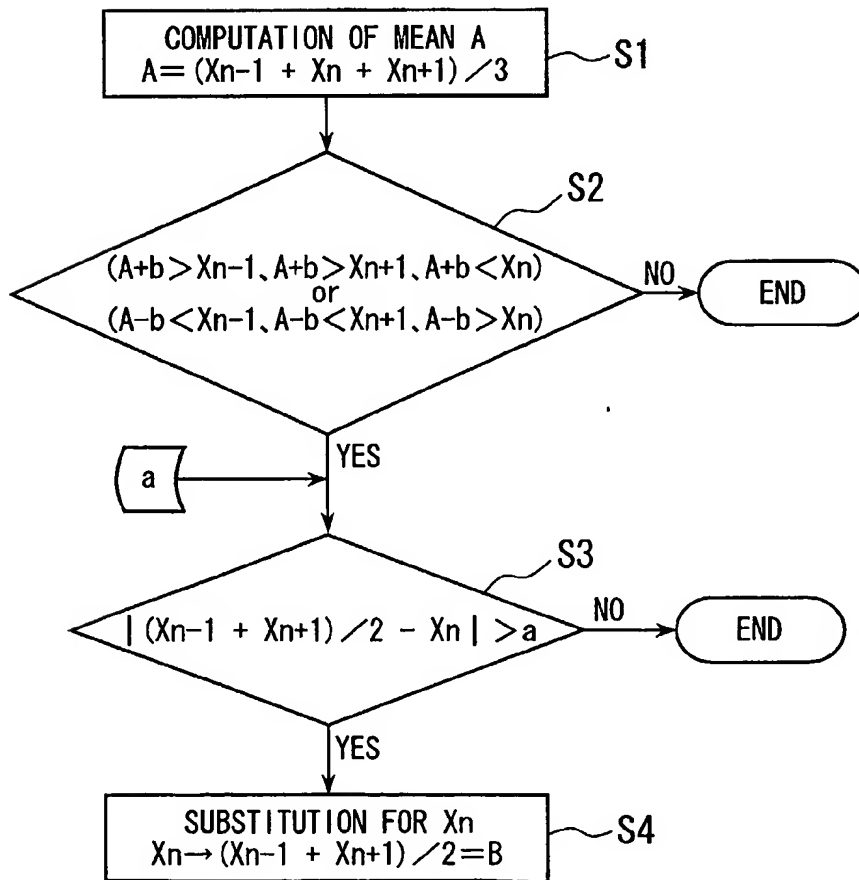 COMPUTATION OF MEAN A
A=(Xn-1 + Xn + Xn+1)/3
S1
S2
(A+b>Xn-1、A+b>Xn+1、A+b<Xn)
or
(A-b<Xn-1、A-b<Xn+1、A-b>Xn)
NO
END
YES
a
S3
|(Xn-1 + Xn+1)/2 - Xn|>a
NO
END
YES
SUBSTITUTION FOR Xn
Xn→(Xn-1 + Xn+1)/2=B
S4